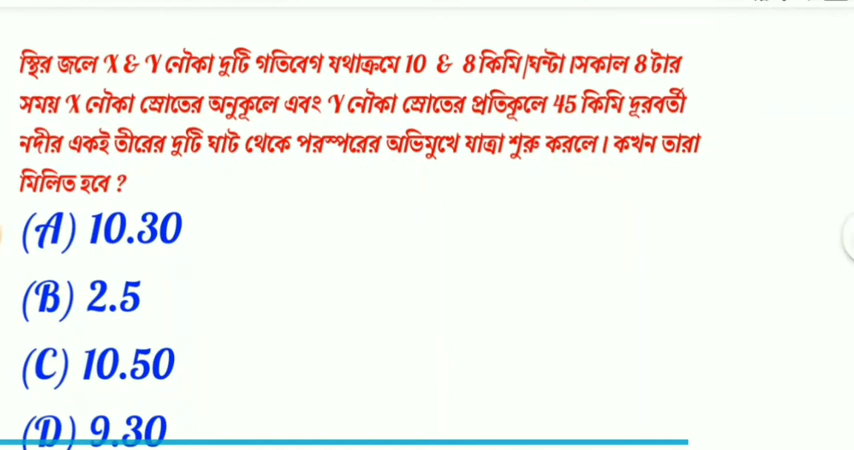 স্থির জলে X & Y নৌকা দুটি গতিবেগ যথাক্রমে 10 & 8 কিমি/ঘন্টা ।সকাল 8 টার
সময় X নৌকা স্রোতের অনুকূলে এবং Y নৌকা স্রোতের প্রতিকূলে 45 কিমি দূরবর্তী
নদীর একই তীরের দুটি ঘাট থেকে পরস্পরের অভিমুখে যাত্রা শুরু করলে । কখন তারা
মিলিত হবে ?
(A) 10.30
(B) 2.5
(C) 10.50
(D) 9.30